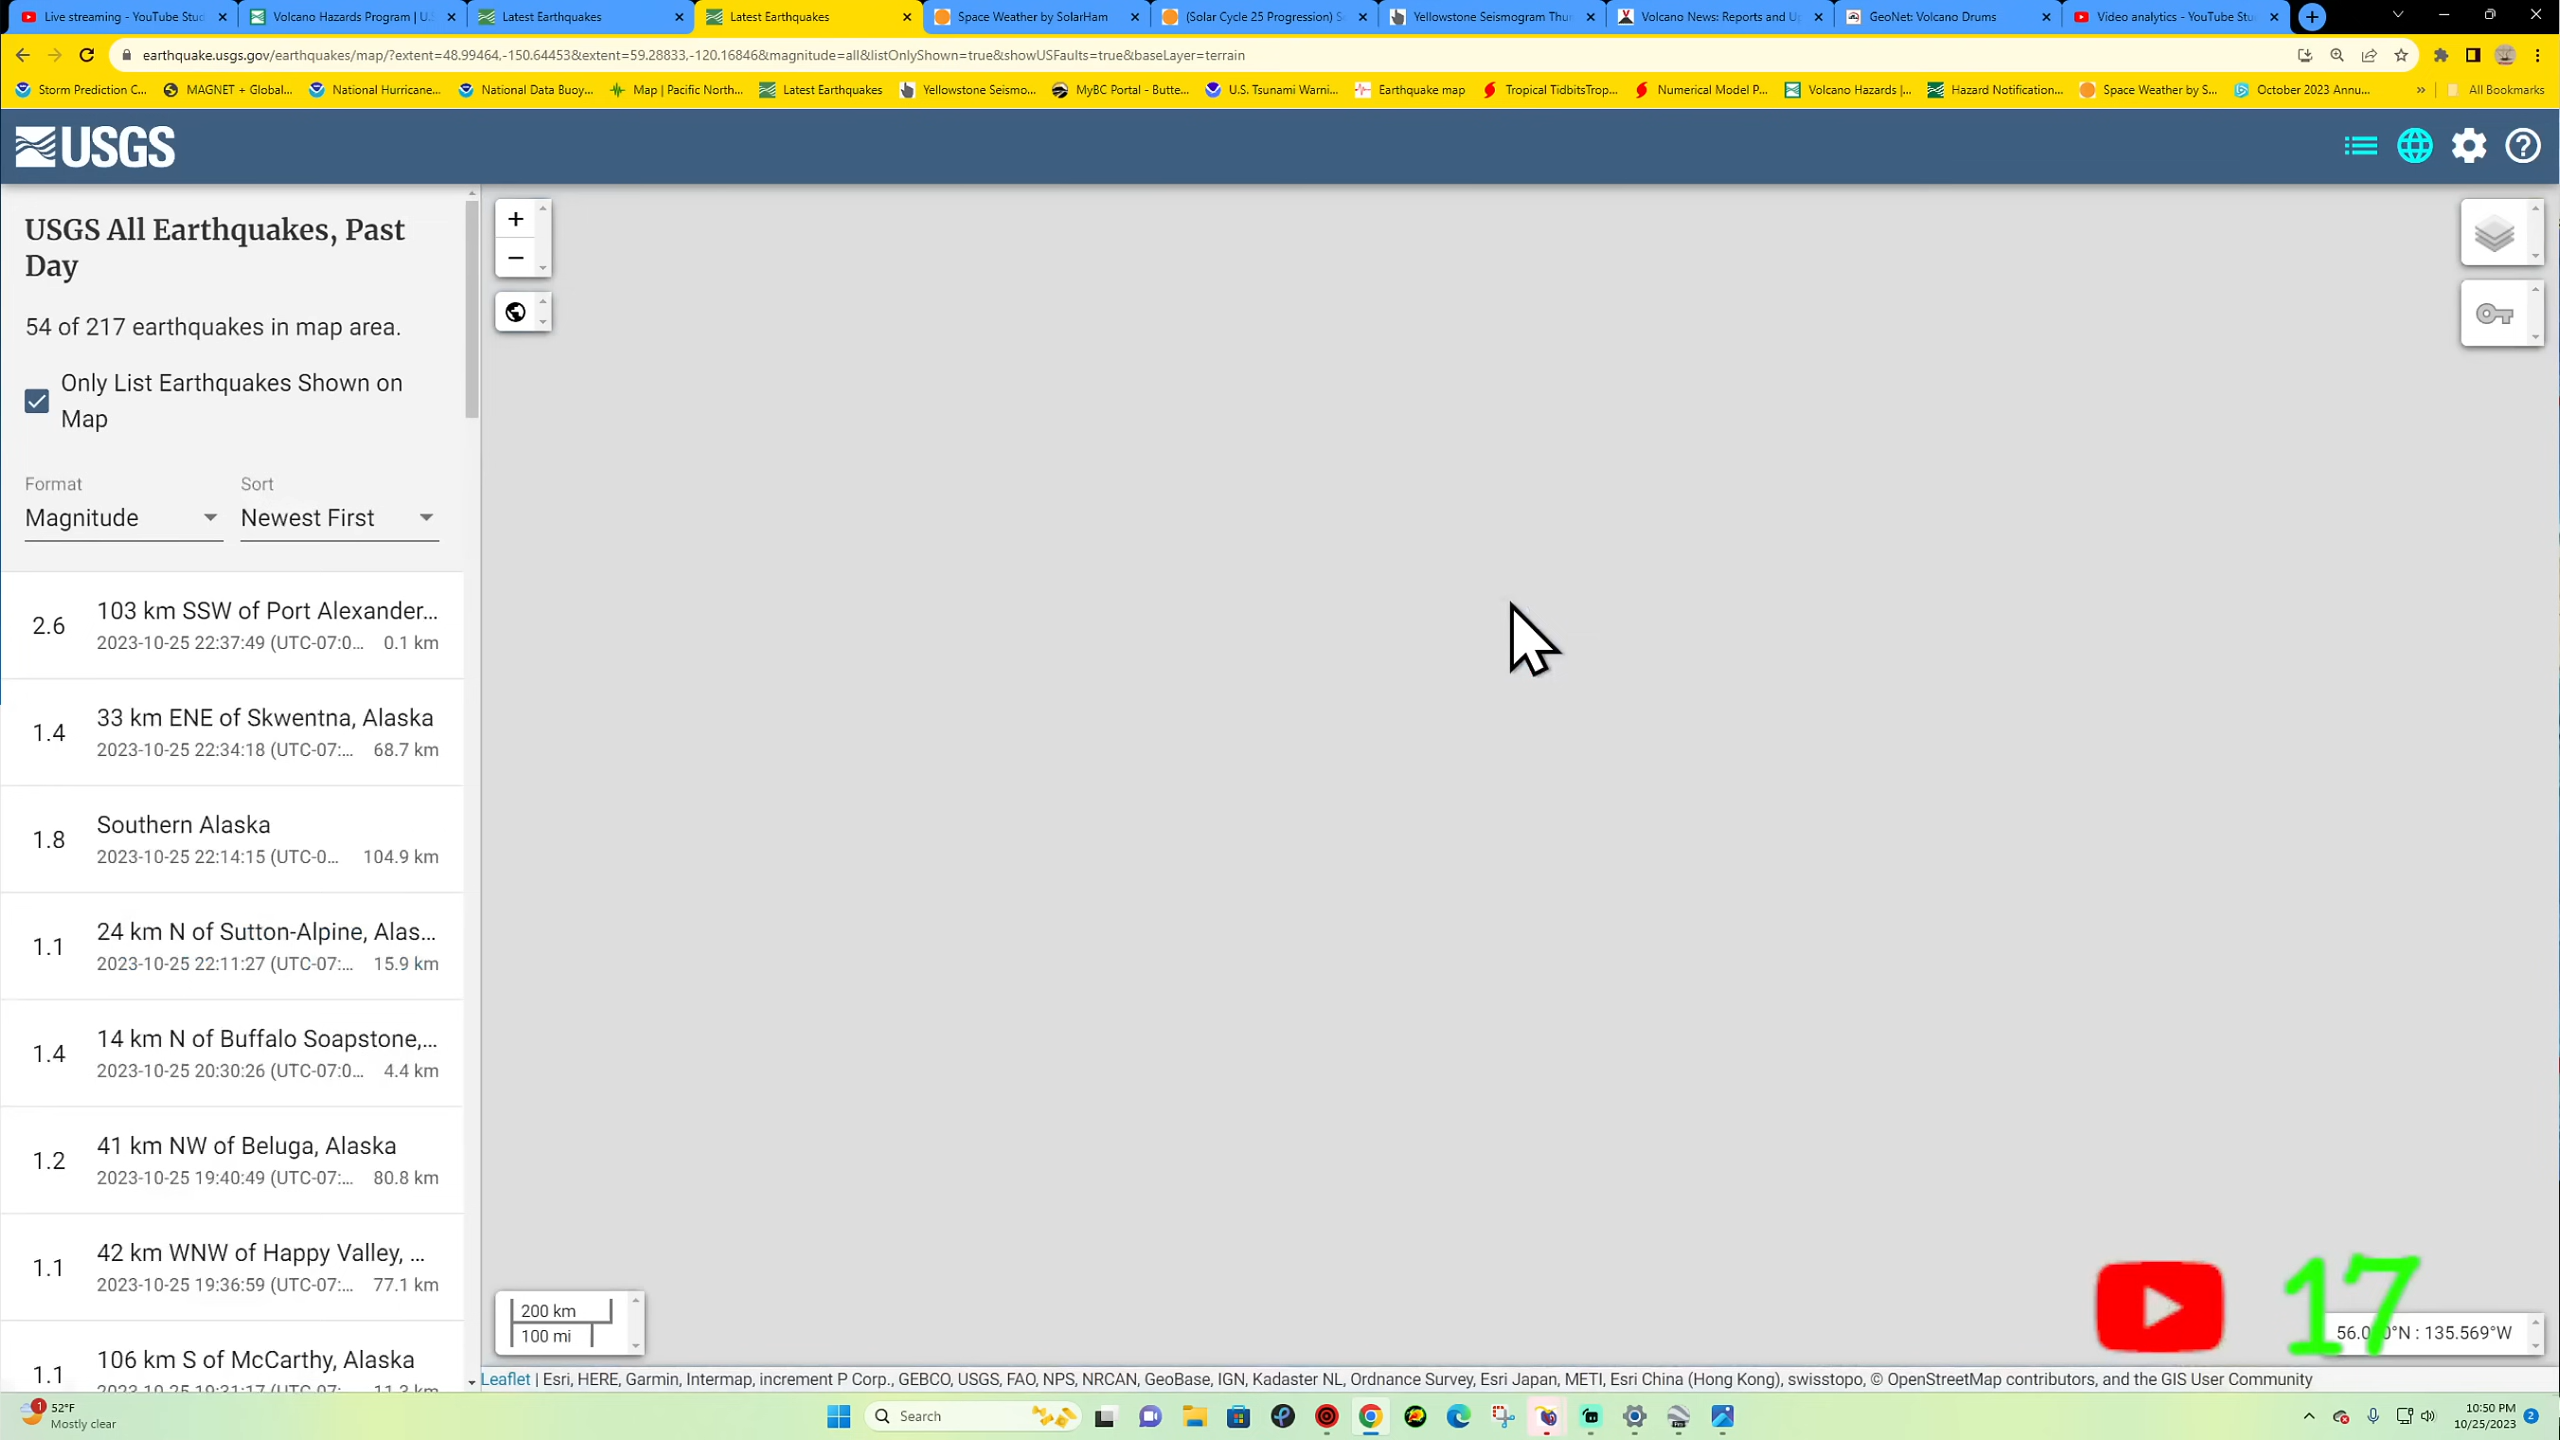 Live streaming - YouTube Stud
Volcano Hazards Program | U.S
Latest Earthquakes
Latest Earthquakes
Space Weather by SolarHam
(Solar Cycle 25 Progression) S
Yellowstone Seismogram Thu
Volcano News: Reports and Up
GeoNet: Volcano Drums
Video analytics - YouTube Stu
earthquake.usgs.gov/earthquakes/map/?extent=48.99464,-150.64453&extent=59.28833,-120.16846&magnitude=all&listOnlyShown=true&showUSFaults=true&baseLayer=terrain
Storm Prediction C...
MAGNET + Global...
National Hurricane...
National Data Buoy...
Map | Pacific North...
Latest Earthquakes
Yellowstone Seismo...
MyBC Portal - Butte...
U.S. Tsunami Warni...
Earthquake map
Tropical TidbitsTrop...
Numerical Model P...
Volcano Hazards |...
Hazard Notification...
Space Weather by S...
October 2023 Annu...
»
All Bookmarks
USGS
USGS All Earthquakes, Past
Day
54 of 217 earthquakes in map area.
Only List Earthquakes Shown on
Map
Format
Sort
Magnitude
Newest First
2.6
103 km SSW of Port Alexander...
2023-10-25 22:37:49 (UTC-07:0... 0.1 km
1.4
33 km ENE of Skwentna, Alaska
2023-10-25 22:34:18 (UTC-07:... 68.7 km
1.8
Southern Alaska
2023-10-25 22:14:15 (UTC-0... 104.9 km
1.1
24 km N of Sutton-Alpine, Alas...
2023-10-25 22:11:27 (UTC-07:... 15.9 km
1.4
14 km N of Buffalo Soapstone,...
2023-10-25 20:30:26 (UTC-07:0... 4.4 km
1.2
41 km NW of Beluga, Alaska
2023-10-25 19:40:49 (UTC-07:... 80.8 km
1.1
42 km WNW of Happy Valley, ...
2023-10-25 19:36:59 (UTC-07:... 77.1 km
1.1
106 km S of McCarthy, Alaska
2023-10-25 19:31:17 (UTC-07:... 11.3 km
+
−
200 km
100 mi
17
135.569°W
Leaflet | Esri, HERE, Garmin, Intermap, increment P Corp., GEBCO, USGS, FAO, NPS, NRCAN, GeoBase, IGN, Kadaster NL, Ordnance Survey, Esri Japan, METI, Esri China (Hong Kong), swisstopo, © OpenStreetMap contributors, and the GIS User Community
1
52°F
Mostly clear
Search
10:50 PM
10/25/2023
2